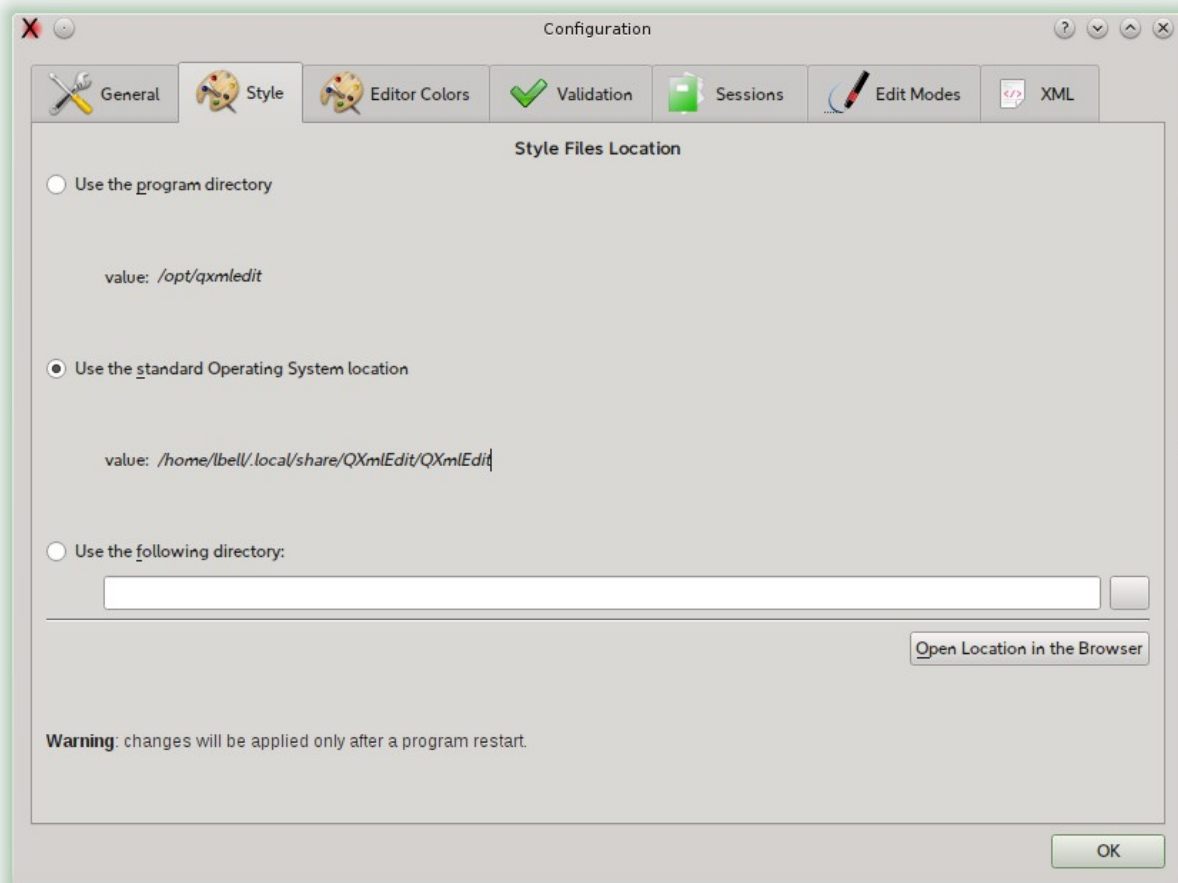 Configuration
General Style Editor Colors Validation Sessions Edit Modes XML
Style Files Location
Use the program directory
value: /opt/qxmledit
Use the standard Operating System location
value: /home/lbell/.local/share/QXmlEdit/QXmlEdit
Use the following directory:
Open Location in the Browser
Warning: changes will be applied only after a program restart.
OK